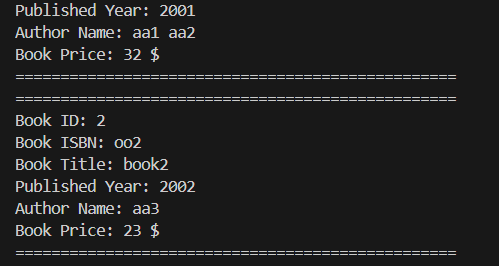 Published Year: 2001
Author Name: aa1 aa2
Book Price: 32 $
=================================================
=================================================
Book ID: 2
Book ISBN: oo2
Book Title: book2
Published Year: 2002
Author Name: aa3
Book Price: 23 $
=================================================